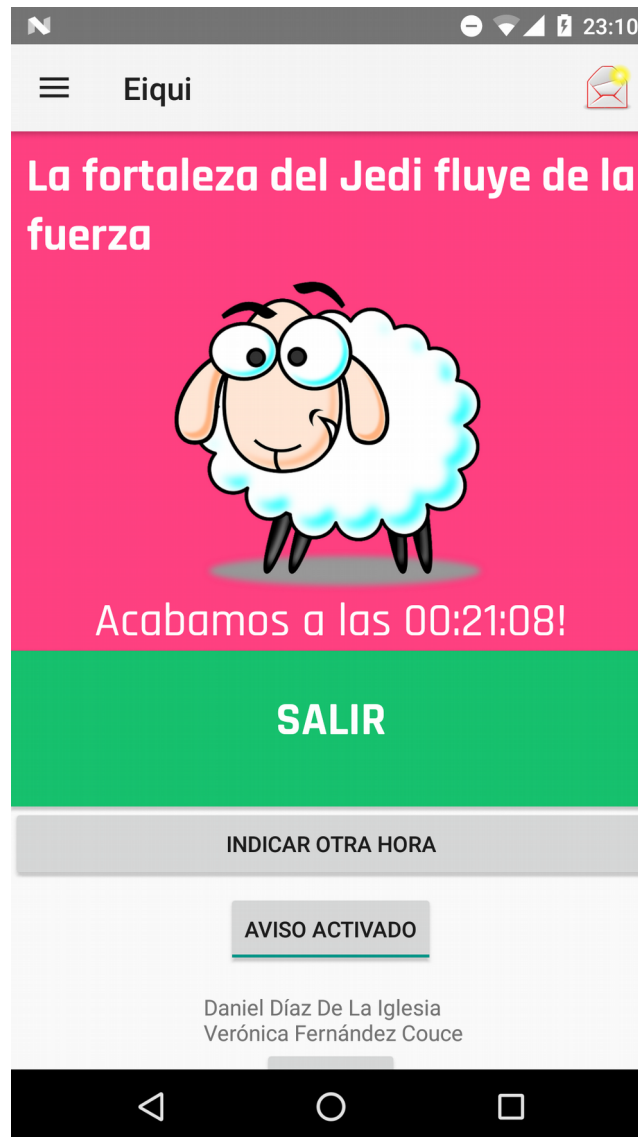 23:10
Eiqui
La fortaleza del Jedi fluye de la
fuerza
Acabamos a las 00:21:08!
SALIR
INDICAR OTRA HORA
AVISO ACTIVADO
Daniel Díaz De La Iglesia
Verónica Fernández Couce